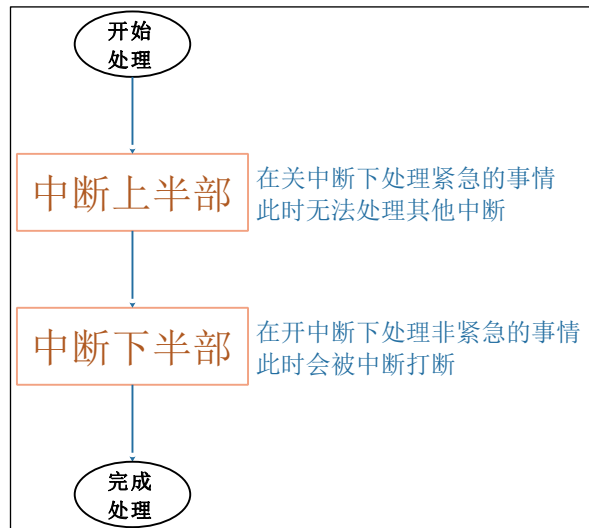 开始
处理
中断上半部
在关中断下处理紧急的事情
此时无法处理其他中断
中断下半部
在开中断下处理非紧急的事情
此时会被中断打断
完成
处理